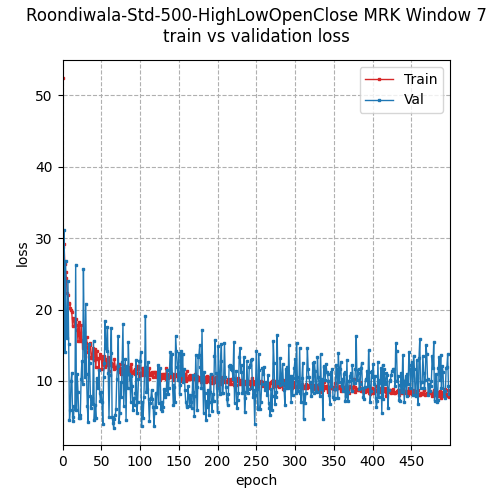 Roondiwala-Std-500-HighLowOpenClose MRK Window 7
train vs validation loss
Train
Val
50
40
30
20
10
loss
0 50 100 150 200 250 300 350 400 450
epoch